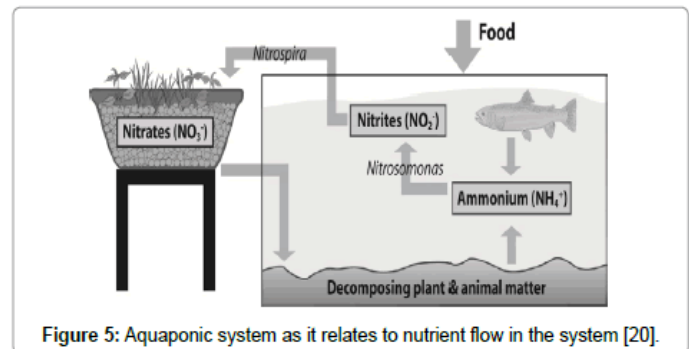 Food
Nitrospira
Nitrates (NO₃⁻)
Nitrites (NO₂⁻)
Nitrosomonas
Ammonium (NH₄⁺)
Decomposing plant & animal matter
Figure 5: Aquaponic system as it relates to nutrient flow in the system [20].